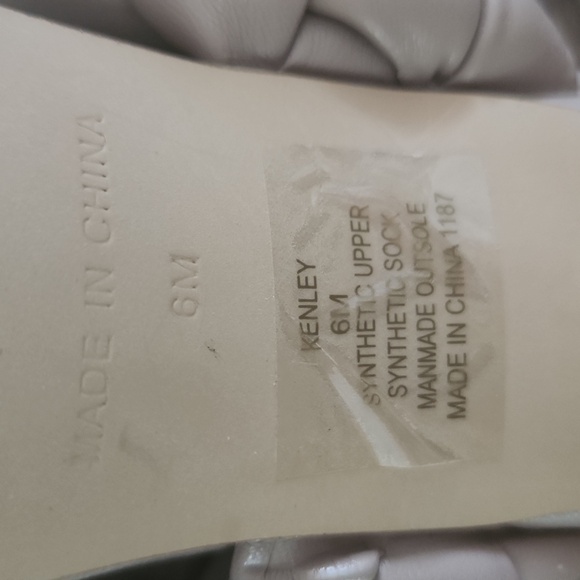 MADE IN CHINA
6M
KENLEY
6M
SYNTHETIC UPPER
SYNTHETIC SOCK
MANMADE OUTSOLE
MADE IN CHINA 1187